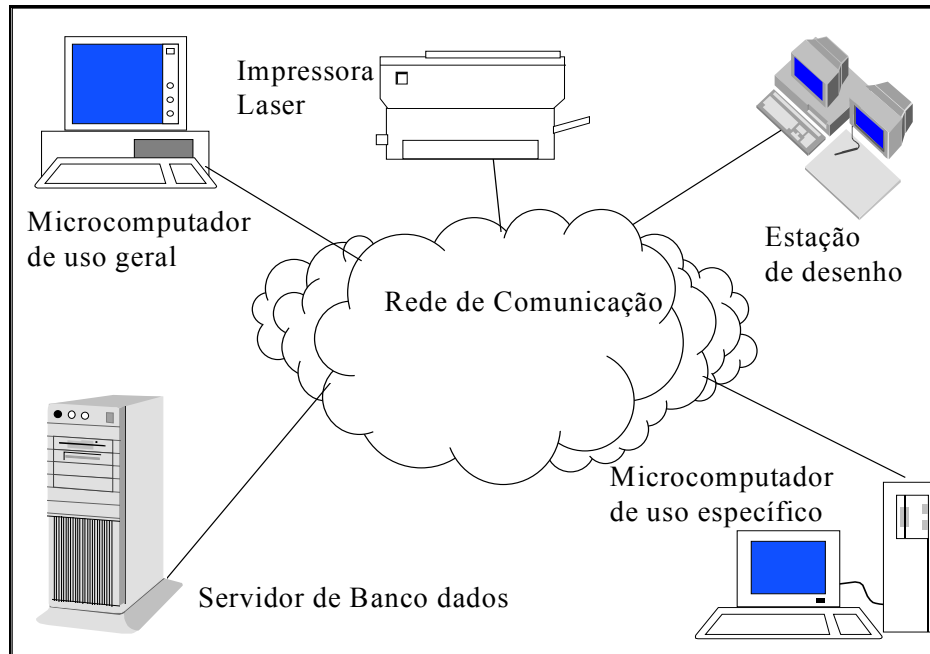 Impressora
Laser
Microcomputador
de uso geral
Estação
de desenho
Rede de Comunicação
Microcomputador
de uso específico
Servidor de Banco dados